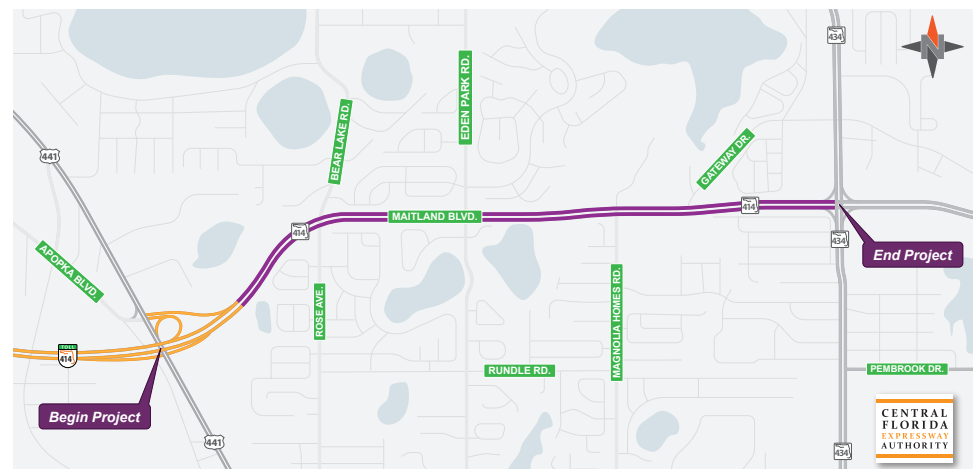 434
441
BEAR LAKE RD.
EDEN PARK RD.
GATEWAY DR.
414
MAITLAND BLVD.
414
434
End Project
APOPKA BLVD.
ROSE AVE.
MAGNOLIA HOMES RD.
TOLL
414
RUNDLE RD.
PEMBROOK DR.
Begin Project
441
434
CENTRAL
FLORIDA
EXPRESSWAY
AUTHORITY